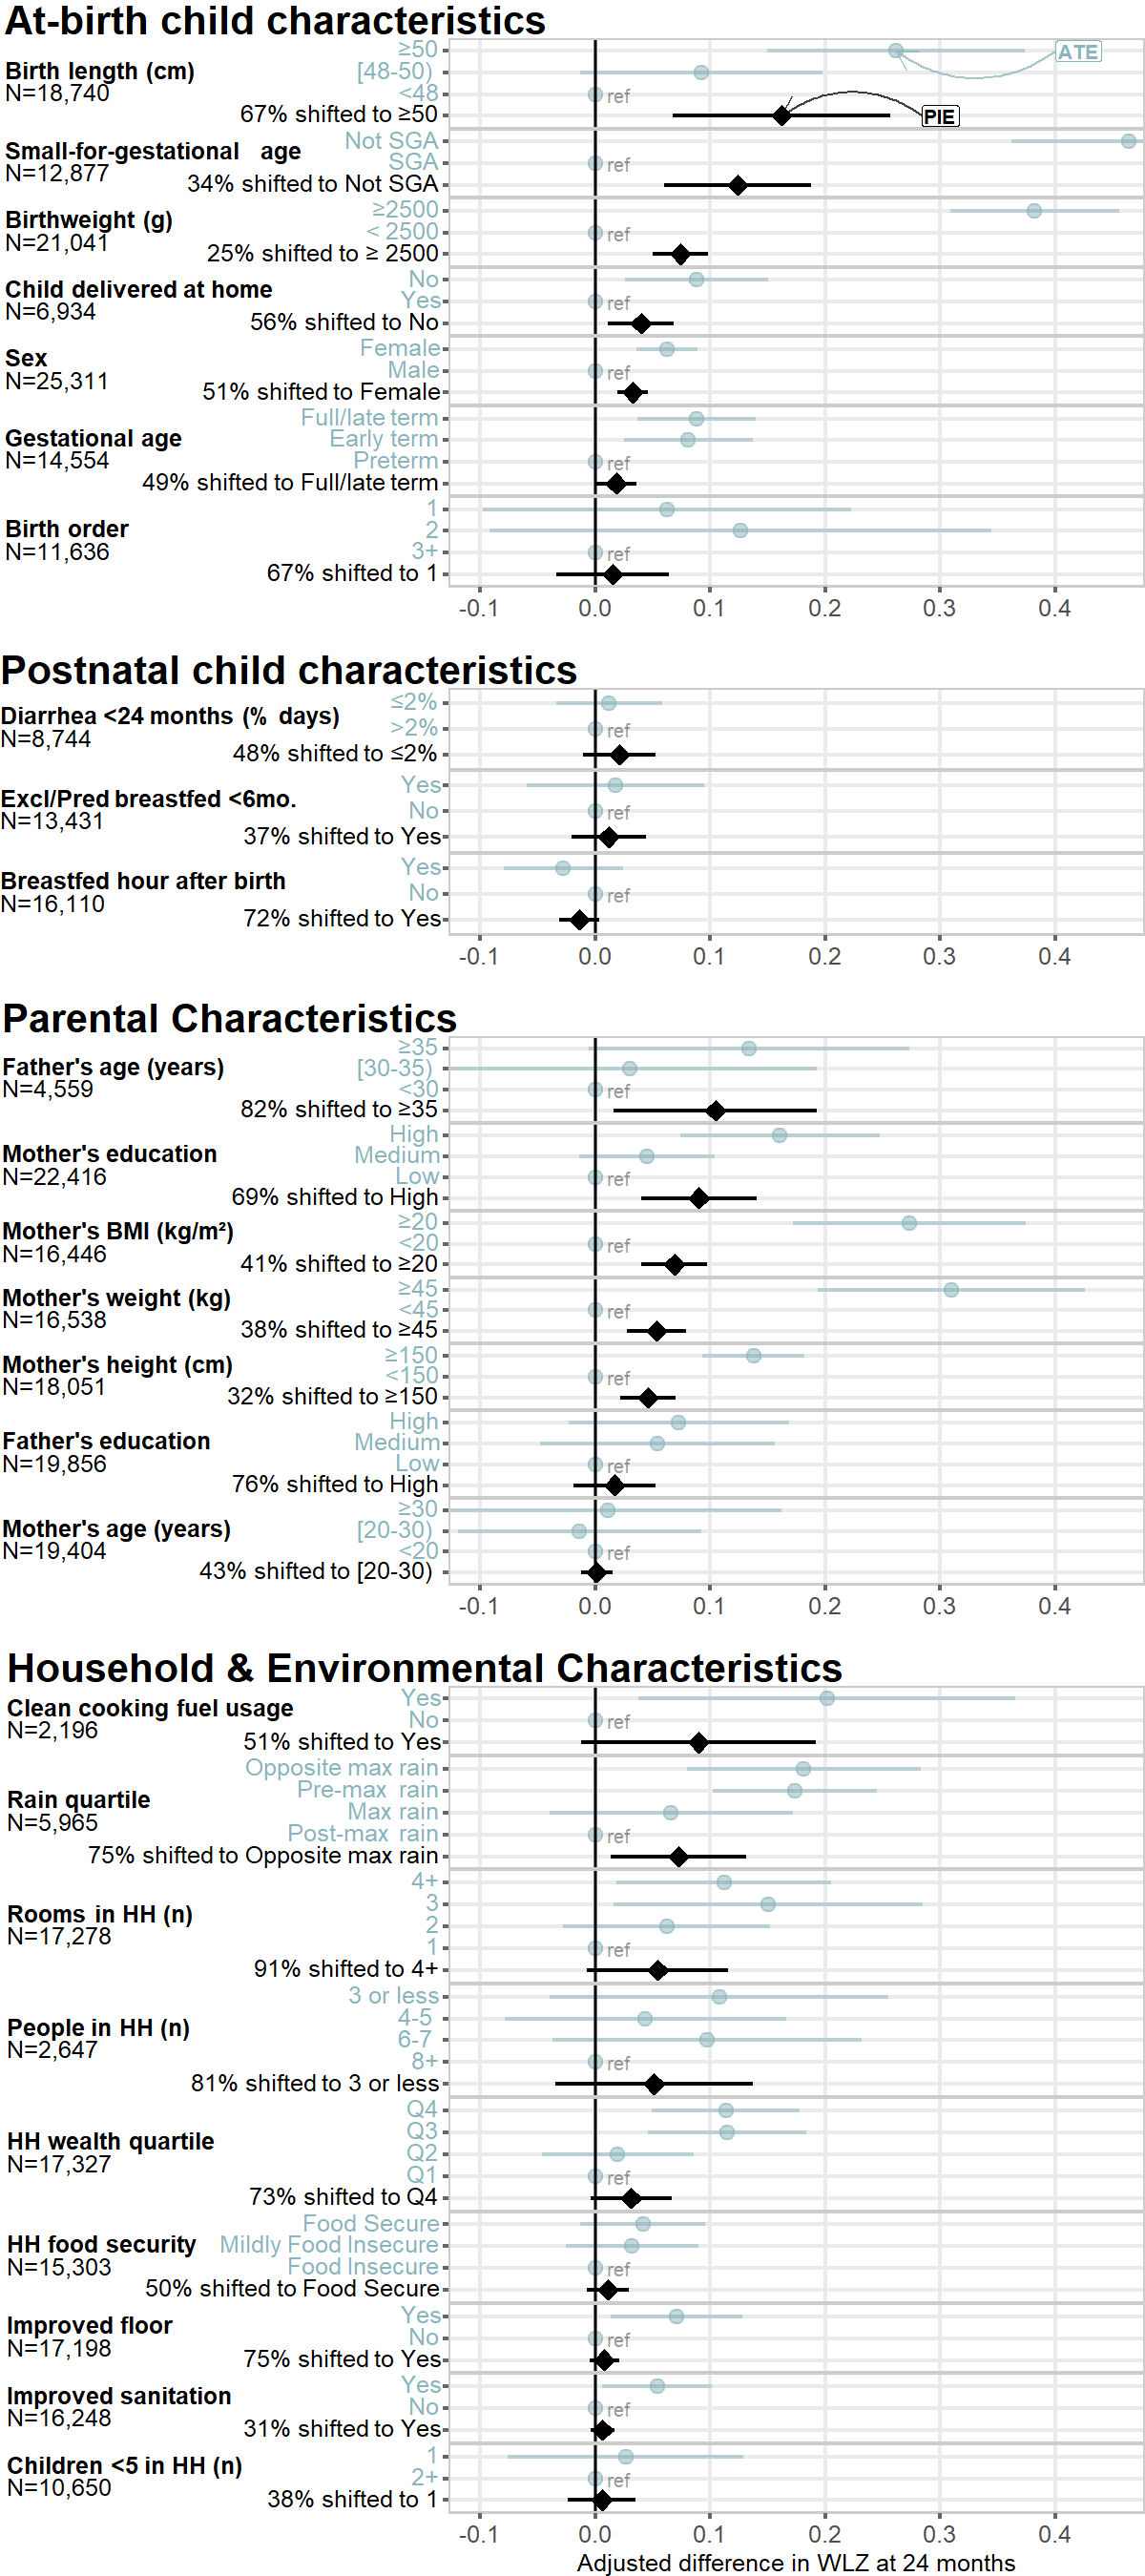 At-birth child characteristics
≥50
ATE
Birth length (cm)
[48-50)
N=18,740
<48
ref
67% shifted to ≥50
PIE
Not SGA
Small-for-gestational age
SGA
ref
N=12,877
34% shifted to Not SGA
≥2500
Birthweight (g)
< 2500
ref
N=21,041
25% shifted to ≥ 2500
No
Child delivered at home
Yes
ref
N=6,934
56% shifted to No
Female
Sex
Male
ref
N=25,311
51% shifted to Female
Full/late term
Gestational age
Early term
N=14,554
Preterm
ref
49% shifted to Full/late term
1
Birth order
2
N=11,636
3+
ref
67% shifted to 1
-0.1 0.0 0.1 0.2 0.3 0.4
Postnatal child characteristics
≤2%
Diarrhea <24 months (% days)
>2%
ref
N=8,744
48% shifted to ≤2%
Yes
Excl/Pred breastfed <6mo.
No
ref
N=13,431
37% shifted to Yes
Yes
Breastfed hour after birth
No
ref
N=16,110
72% shifted to Yes
-0.1 0.0 0.1 0.2 0.3 0.4
Parental Characteristics
≥35
Father's age (years)
[30-35)
N=4,559
<30
ref
82% shifted to ≥35
High
Mother's education
Medium
N=22,416
Low
ref
69% shifted to High
≥20
Mother's BMI (kg/m²)
<20
ref
N=16,446
41% shifted to ≥20
≥45
Mother's weight (kg)
<45
ref
N=16,538
38% shifted to ≥45
≥150
Mother's height (cm)
<150
ref
N=18,051
32% shifted to ≥150
High
Father's education
Medium
N=19,856
Low
ref
76% shifted to High
≥30
Mother's age (years)
[20-30)
N=19,404
<20
ref
43% shifted to [20-30)
-0.1 0.0 0.1 0.2 0.3 0.4
Household & Environmental Characteristics
Yes
Clean cooking fuel usage
No
ref
N=2,196
51% shifted to Yes
Opposite max rain
Pre-max rain
Rain quartile
Max rain
N=5,965
Post-max rain
ref
75% shifted to Opposite max rain
4+
3
Rooms in HH (n)
2
N=17,278
1
ref
91% shifted to 4+
3 or less
4-5
People in HH (n)
6-7
N=2,647
8+
ref
81% shifted to 3 or less
Q4
Q3
HH wealth quartile
Q2
N=17,327
Q1
ref
73% shifted to Q4
Food Secure
HH food security
Mildly Food Insecure
N=15,303
Food Insecure
ref
50% shifted to Food Secure
Yes
Improved floor
No
ref
N=17,198
75% shifted to Yes
Yes
Improved sanitation
No
ref
N=16,248
31% shifted to Yes
1
Children <5 in HH (n)
2+
ref
N=10,650
38% shifted to 1
-0.1 0.0 0.1 0.2 0.3 0.4
Adjusted difference in WLZ at 24 months